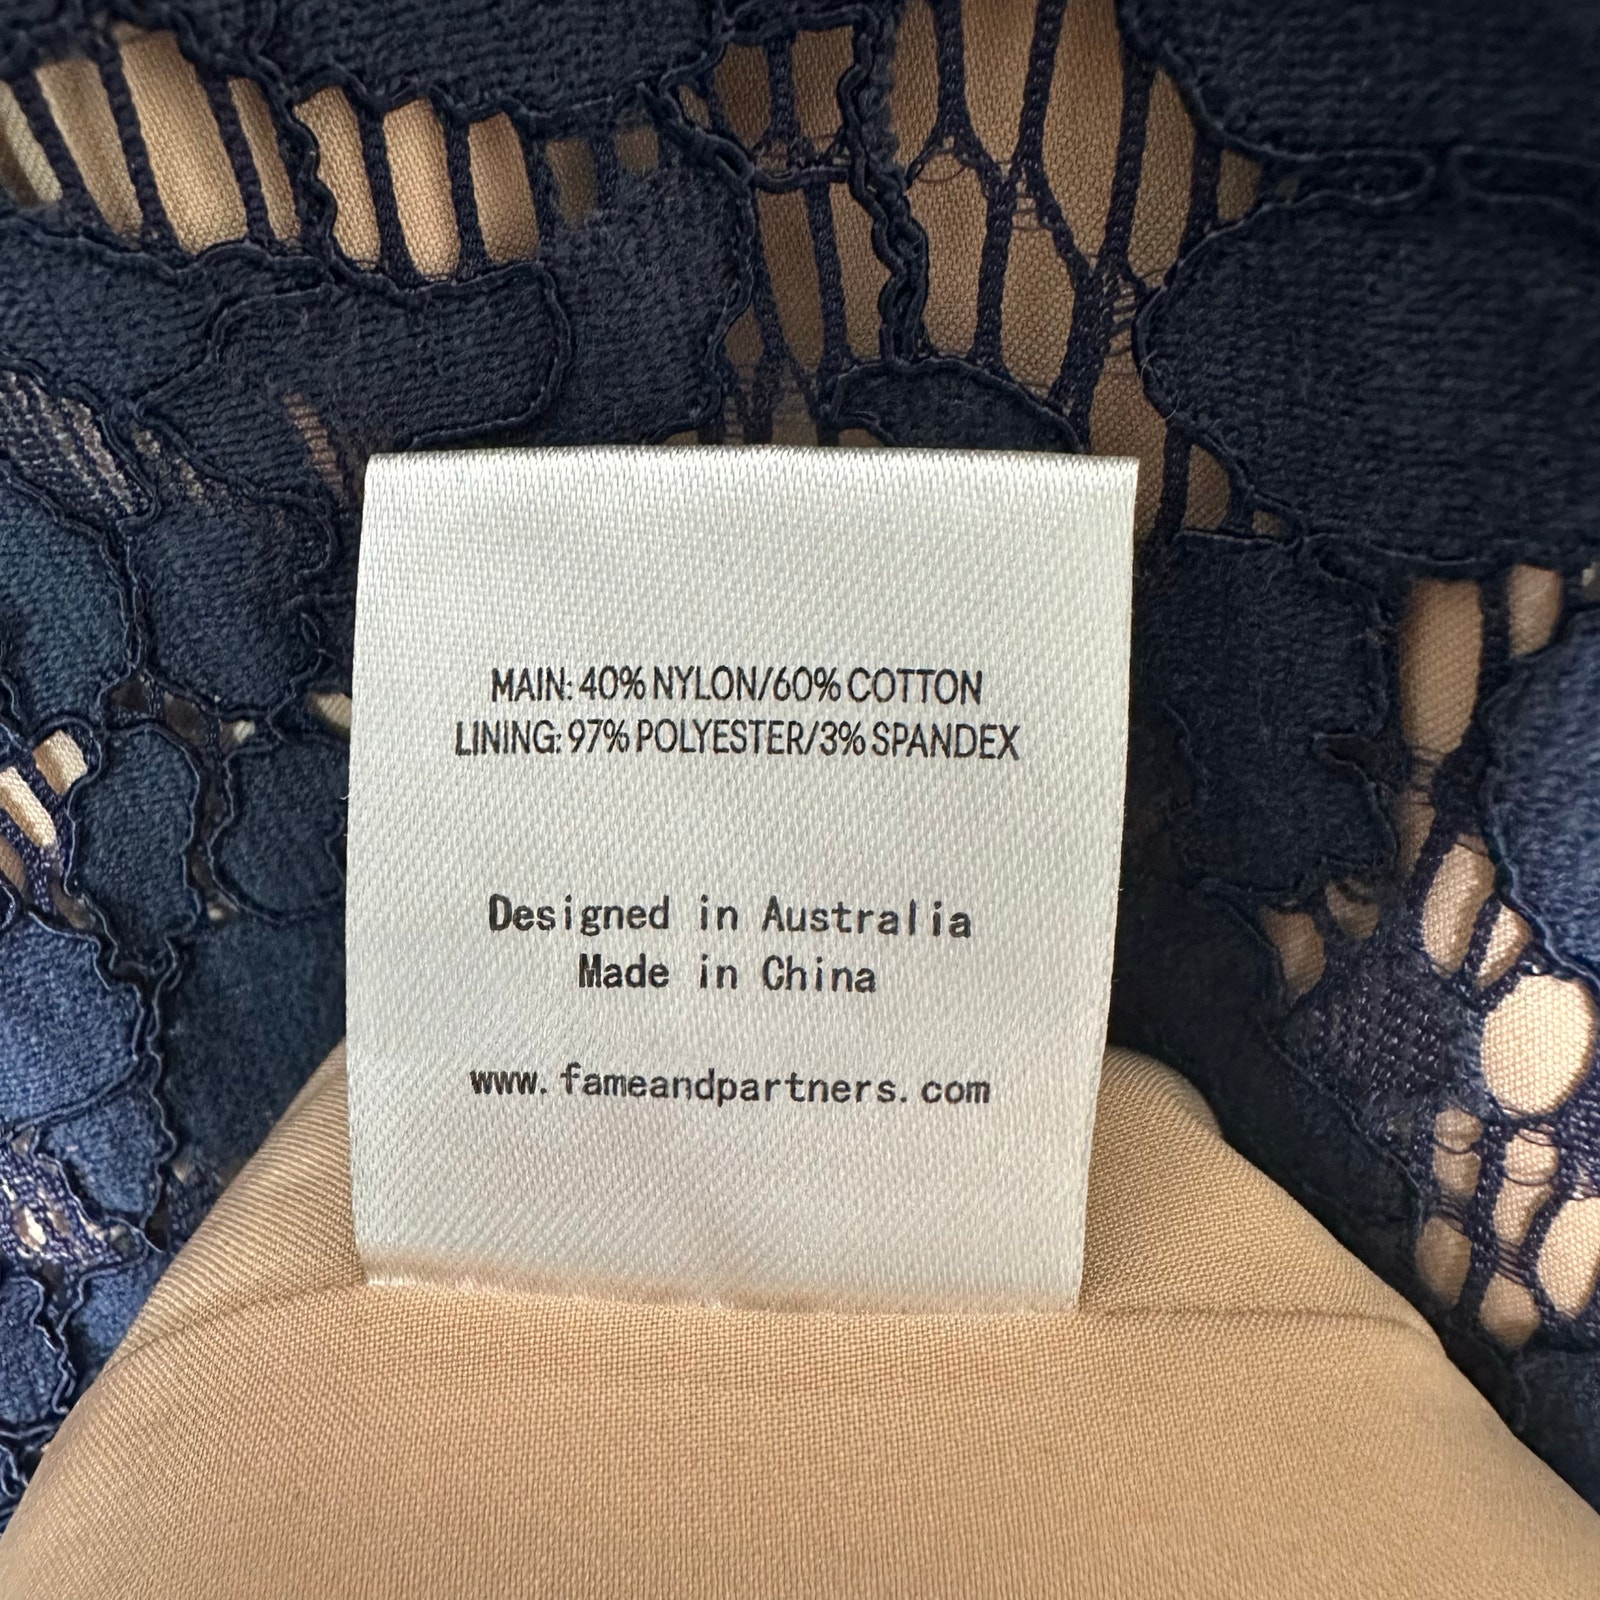 MAIN: 40% NYLON/60% COTTON
LINING: 97% POLYESTER/3% SPANDEX
Designed in Australia
Made in China
www.fameandpartners.com